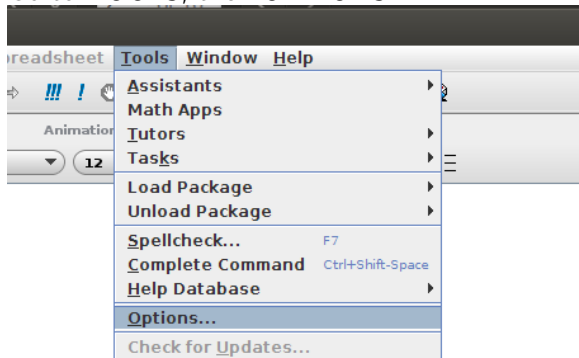 preadsheet Tools Window Help
!!! !
Assistants
Math Apps
Animation
Tutors
12
Tasks
Load Package
Unload Package
Spellcheck... F7
Complete Command Ctrl+Shift-Space
Help Database
Options...
Check for Updates...